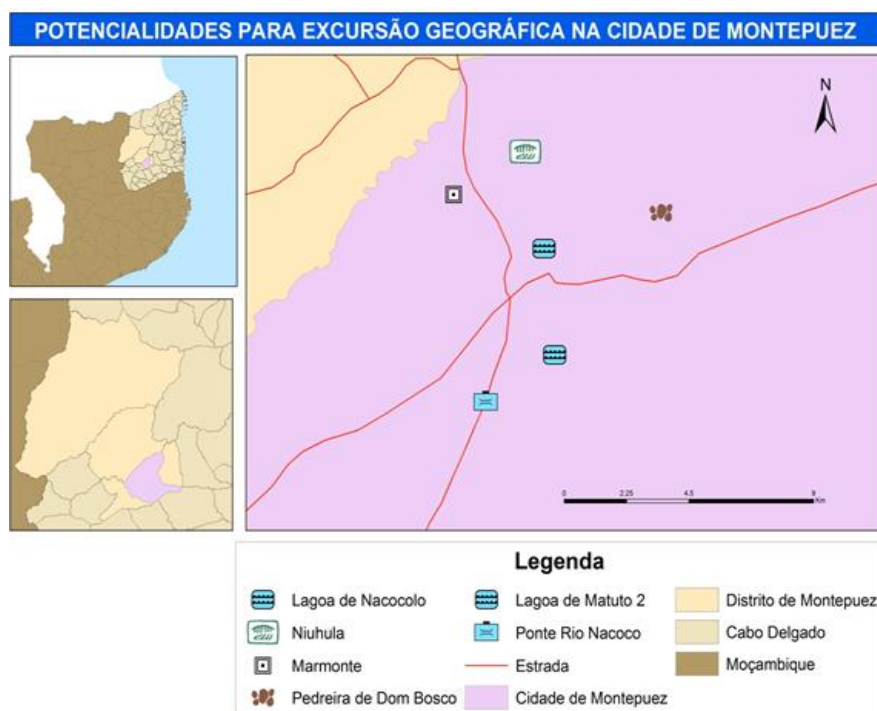 POTENCIALIDADES PARA EXCURSÃO GEOGRÁFICA NA CIDADE DE MONTEPUEZ
N
0 2.25 4.5 9
Km
Legenda
Lagoa de Nacocolo
Lagoa de Matuto 2
Distrito de Montepuez
Niuhula
Ponte Rio Nacoco
Cabo Delgado
Marmonte
Estrada
Moçambique
Pedreira de Dom Bosco
Cidade de Montepuez